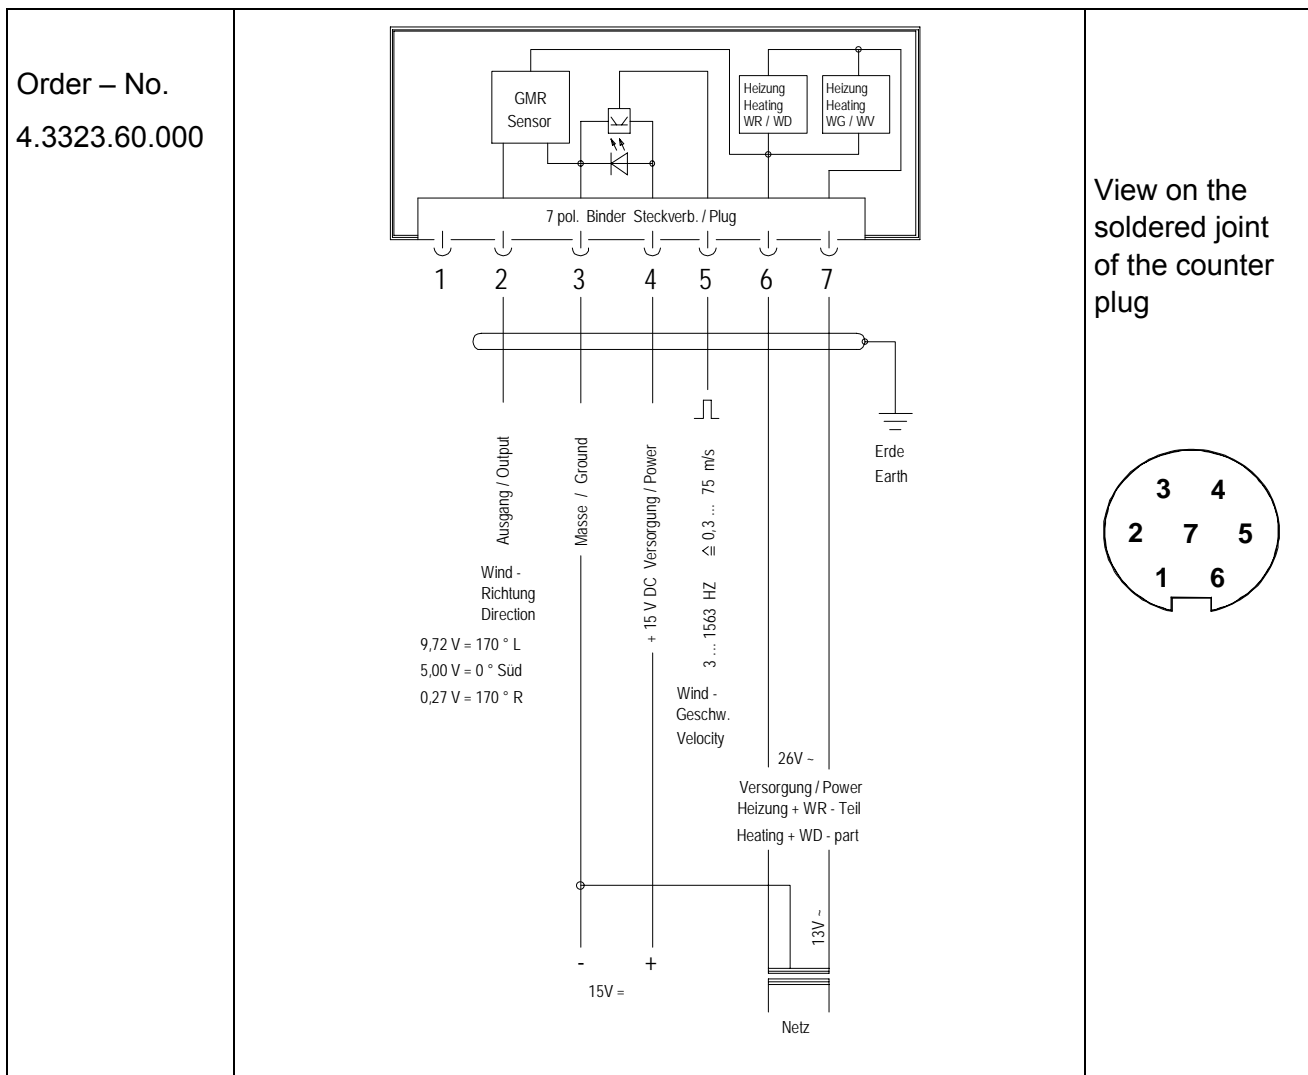 Order – No.
4.3323.60.000
GMR
Sensor
Heizung
Heating
WR / WD
Heizung
Heating
WG / WV
7 pol. Binder Steckverb. / Plug
1 2 3 4 5 6 7
Erde
Earth
Ausgang / Output
Wind -
Richtung
Direction
9,72 V = 170 ° L
5,00 V = 0 ° Süd
0,27 V = 170 ° R
Masse / Ground
+ 15 V DC Versorgung / Power
3 ... 1563 HZ ≙ 0,3 ... 75 m/s
Wind -
Geschw.
Velocity
26V ~
Versorgung / Power
Heizung + WR - Teil
Heating + WD - part
13V ~
- +
15V =
Netz
View on the
soldered joint
of the counter
plug
3 4
2 7 5
1 6